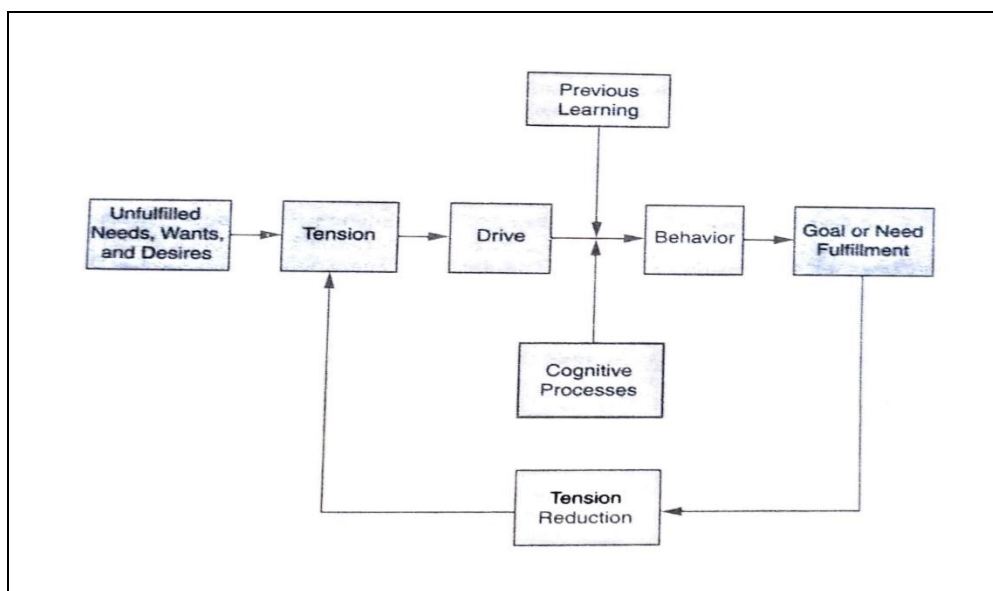 Previous
Learning
Unfulfilled
Needs, Wants,
and Desires
Tension
Drive
Behavior
Goal or Need
Fulfillment
Cognitive
Processes
Tension
Reduction